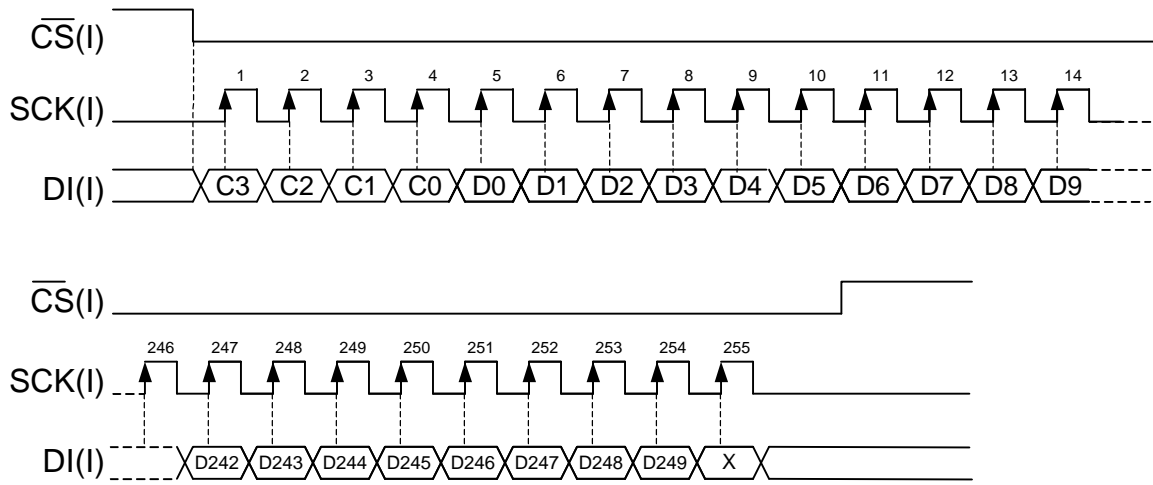 CS(I)
1 2 3 4 5 6 7 8 9 10 11 12 13 14
SCK(I)
DI(I) C3 C2 C1 C0 D0 D1 D2 D3 D4 D5 D6 D7 D8 D9
CS(I)
246 247 248 249 250 251 252 253 254 255
SCK(I)
DI(I) D242 D243 D244 D245 D246 D247 D248 D249 X